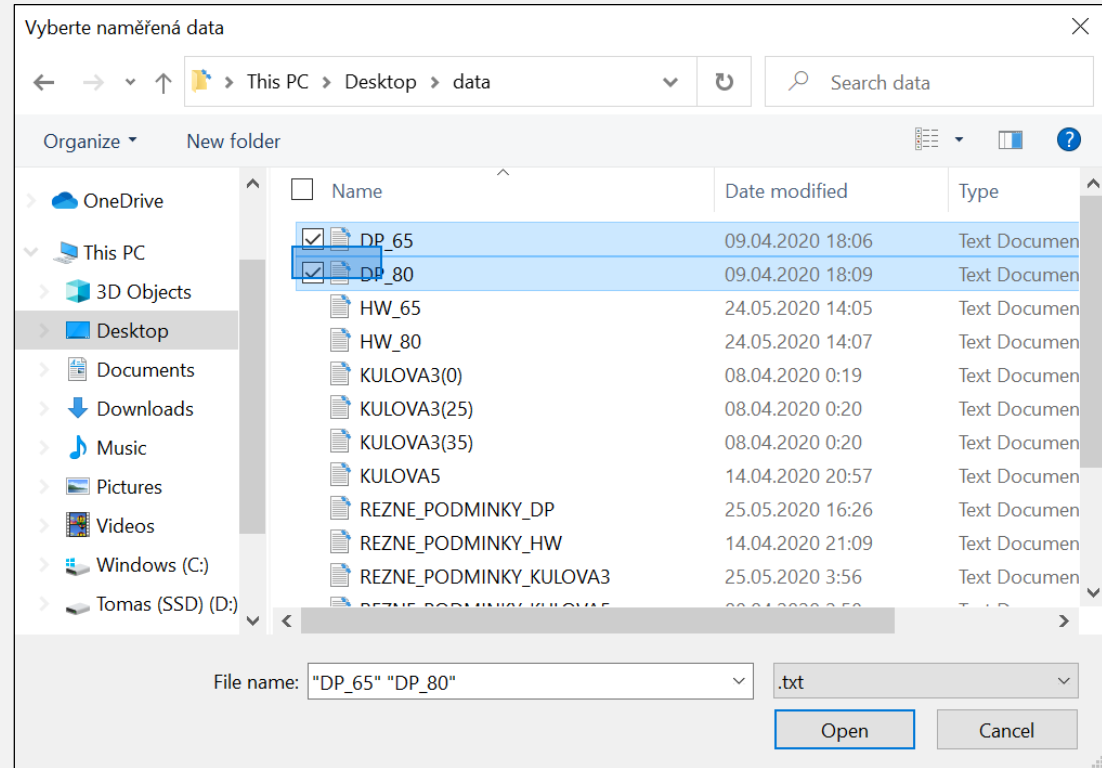 Vyberte naměřená data
This PC > Desktop > data
Search data
Organize
New folder
?
Name
Date modified
Type
OneDrive
This PC
3D Objects
Desktop
Documents
Downloads
Music
Pictures
Videos
Windows (C:)
Tomas (SSD) (D:)
DP_65 09.04.2020 18:06 Text Documen
DP_80 09.04.2020 18:09 Text Documen
HW_65 24.05.2020 14:05 Text Documen
HW_80 24.05.2020 14:07 Text Documen
KULOVA3(0) 08.04.2020 0:19 Text Documen
KULOVA3(25) 08.04.2020 0:20 Text Documen
KULOVA3(35) 08.04.2020 0:20 Text Documen
KULOVA5 14.04.2020 20:57 Text Documen
REZNE_PODMINKY_DP 25.05.2020 16:26 Text Documen
REZNE_PODMINKY_HW 14.04.2020 21:09 Text Documen
REZNE_PODMINKY_KULOVA3 25.05.2020 3:56 Text Documen
File name: "DP_65" "DP_80"
.txt
Open
Cancel